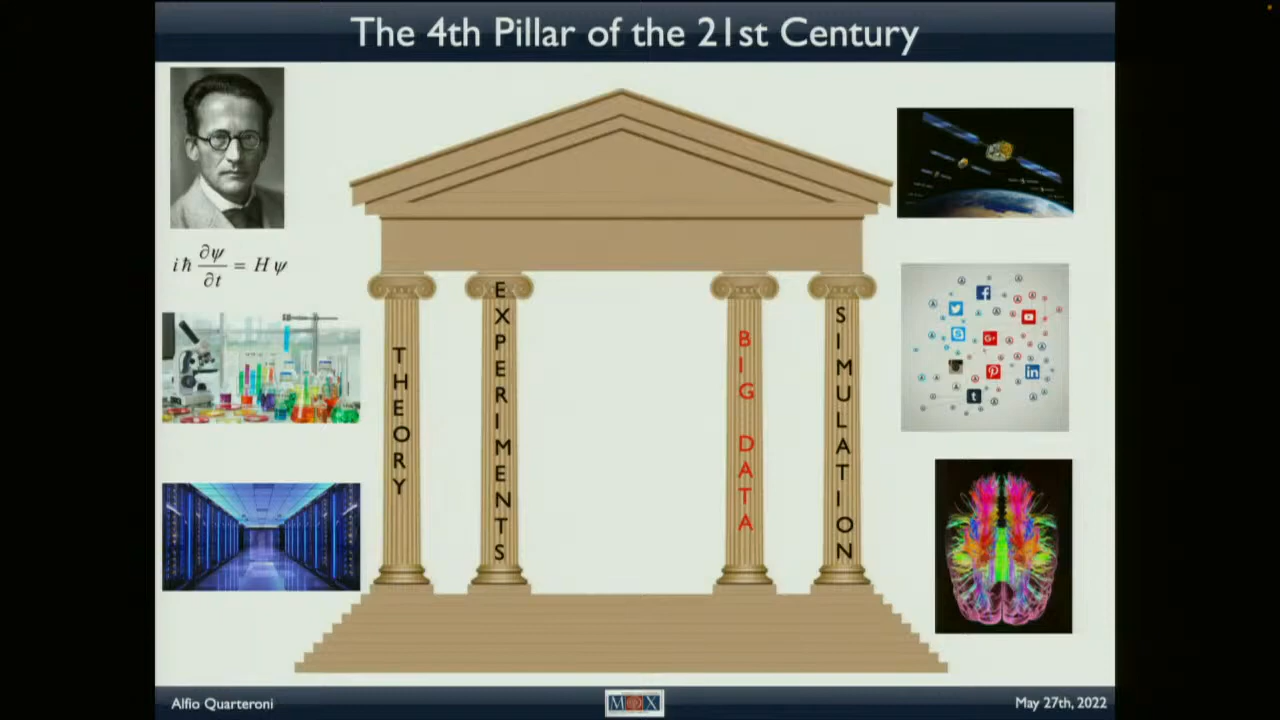 The 4th Pillar of the 21st Century
iħ ∂ψ/∂t = Hψ
THEORY
EXPERIMENTS
BIG DATA
SIMULATION
Alfio Quarteroni
MOX
May 27th, 2022